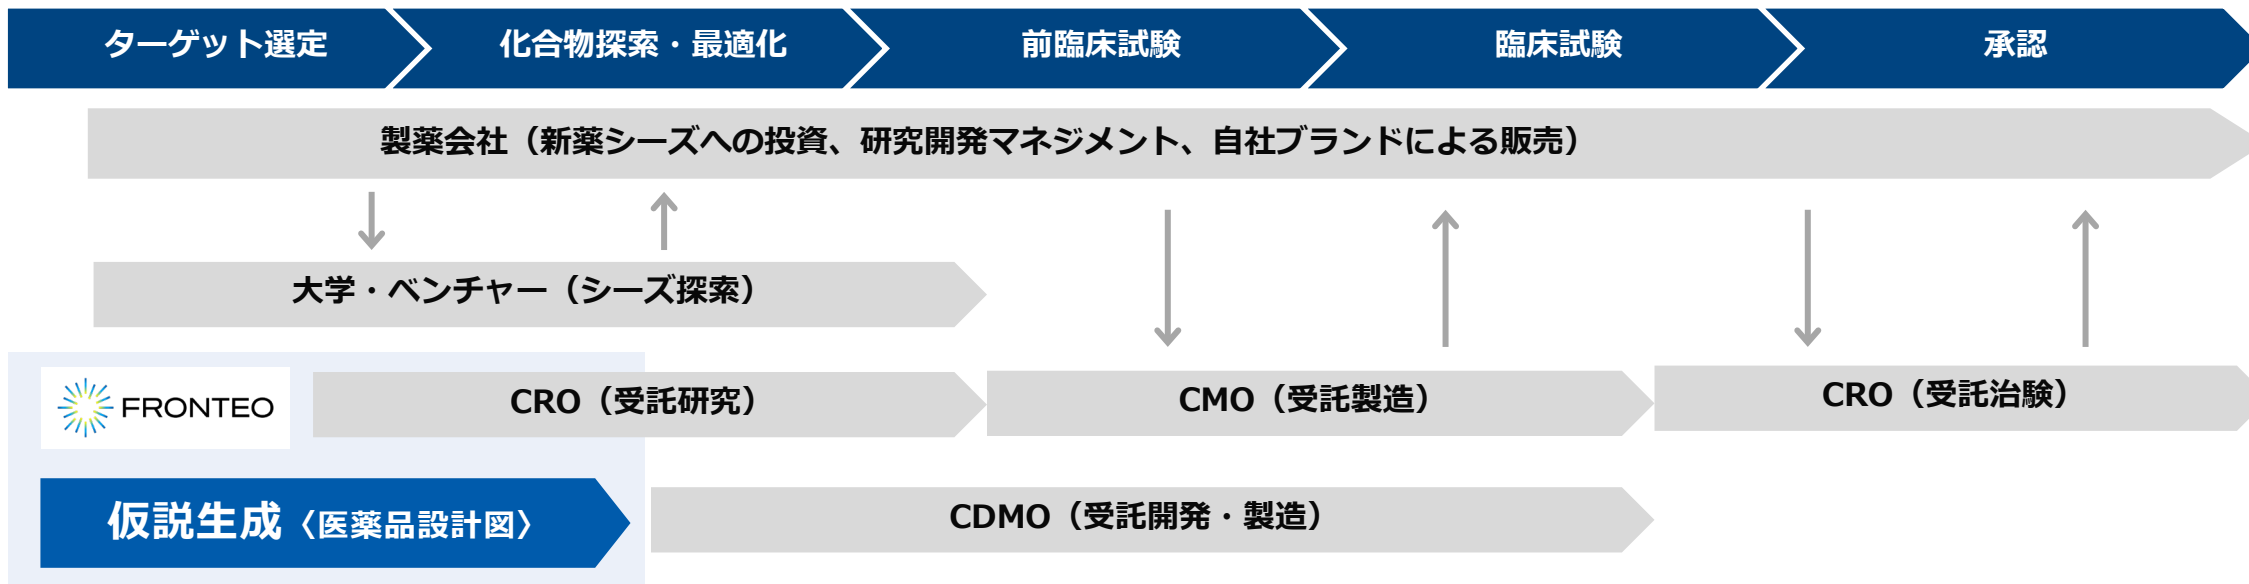 ターゲット選定
化合物探索・最適化
前臨床試験
臨床試験
承認
製薬会社（新薬シーズへの投資、研究開発マネジメント、自社ブランドによる販売）
大学・ベンチャー（シーズ探索）
FRONTEO
CRO（受託研究）
CMO（受託製造）
CRO（受託治験）
仮説生成〈医薬品設計図〉
CDMO（受託開発・製造）